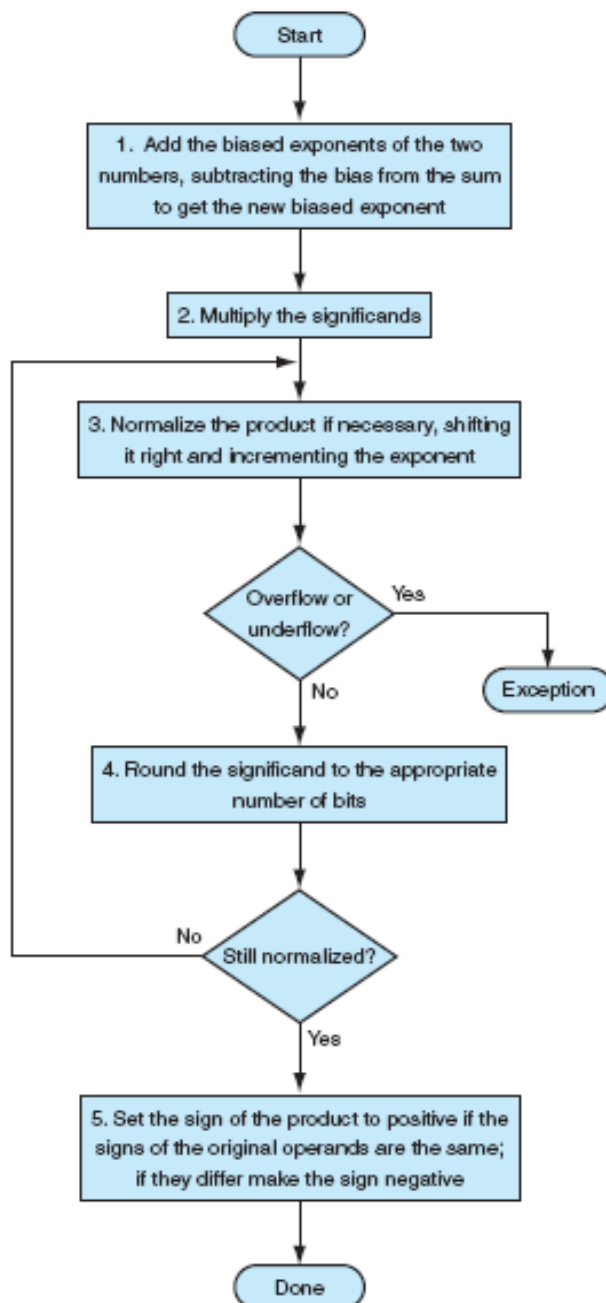 Start
1. Add the biased exponents of the two
numbers, subtracting the bias from the sum
to get the new biased exponent
2. Multiply the significands
3. Normalize the product if necessary, shifting
it right and incrementing the exponent
Overflow or
underflow?
Yes
No
Exception
4. Round the significand to the appropriate
number of bits
No
Still normalized?
Yes
5. Set the sign of the product to positive if the
signs of the original operands are the same;
if they differ make the sign negative
Done